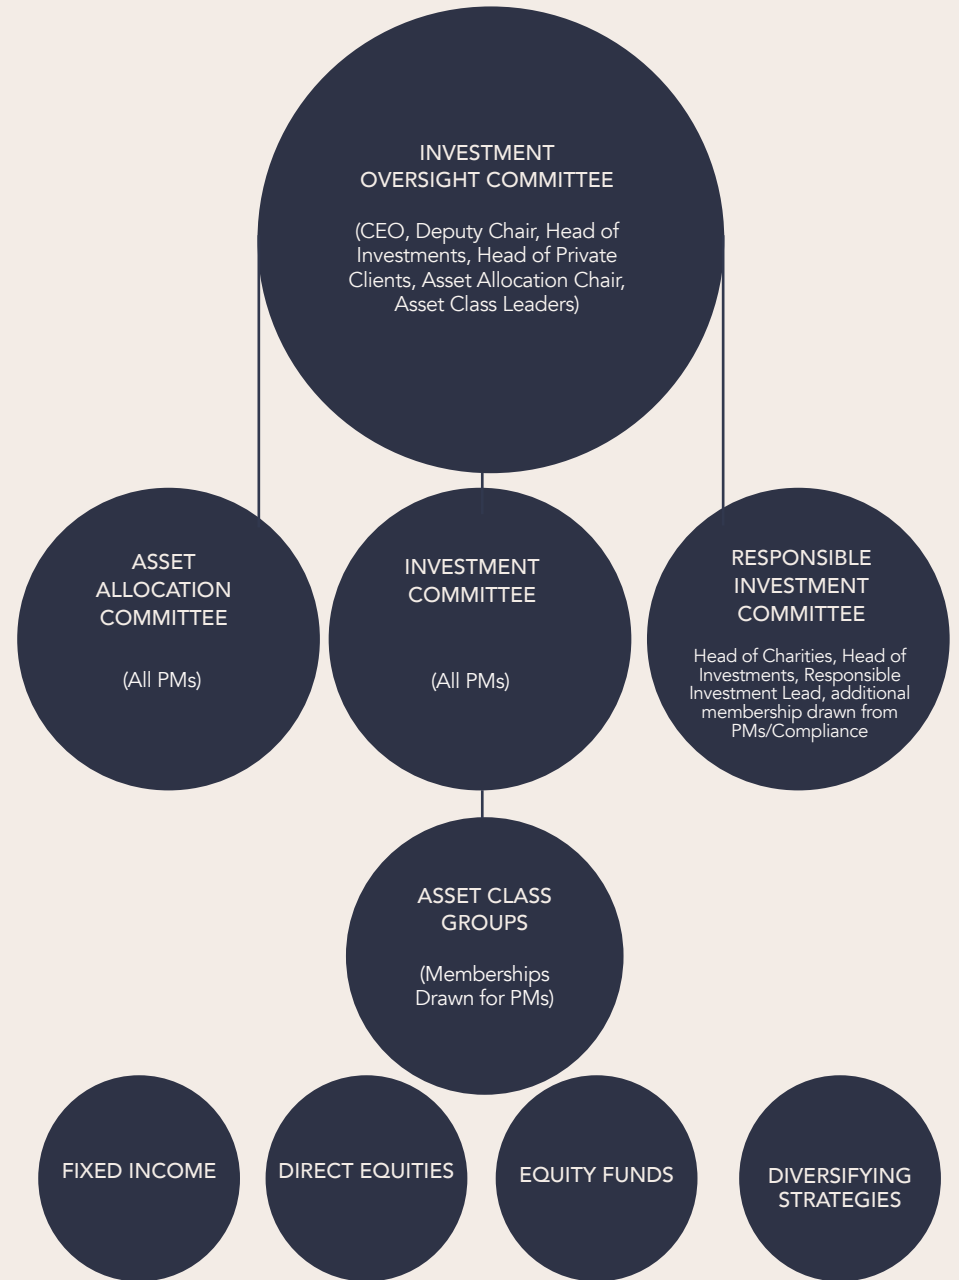 INVESTMENT
OVERSIGHT COMMITTEE
(CEO, Deputy Chair, Head of
Investments, Head of Private
Clients, Asset Allocation Chair,
Asset Class Leaders)
ASSET
ALLOCATION
COMMITTEE
(All PMs)
INVESTMENT
COMMITTEE
(All PMs)
RESPONSIBLE
INVESTMENT
COMMITTEE
Head of Charities, Head of
Investments, Responsible
Investment Lead, additional
membership drawn from
PMs/Compliance
ASSET CLASS
GROUPS
(Memberships
Drawn for PMs)
FIXED INCOME
DIRECT EQUITIES
EQUITY FUNDS
DIVERSIFYING
STRATEGIES